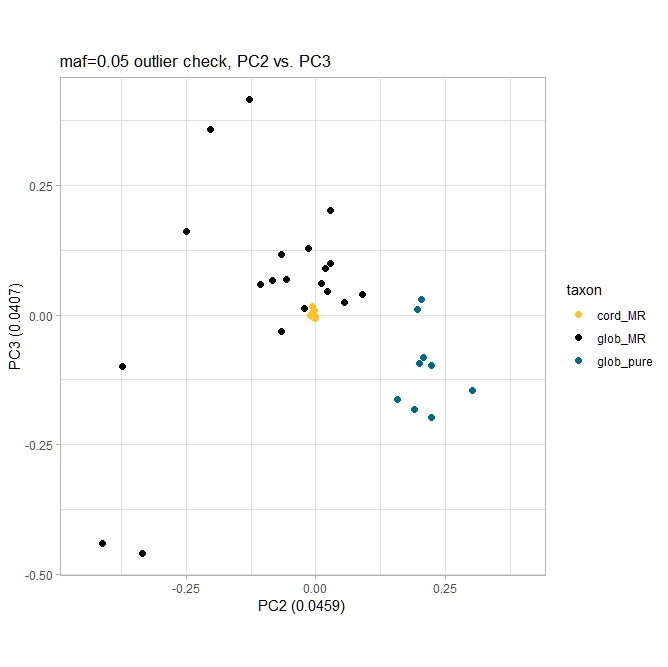 maf=0.05 outlier check, PC2 vs. PC3
0.25
0.00
-0.25
-0.50
PC3 (0.0407)
-0.25
0.00
0.25
PC2 (0.0459)
taxon
cord_MR
glob_MR
glob_pure